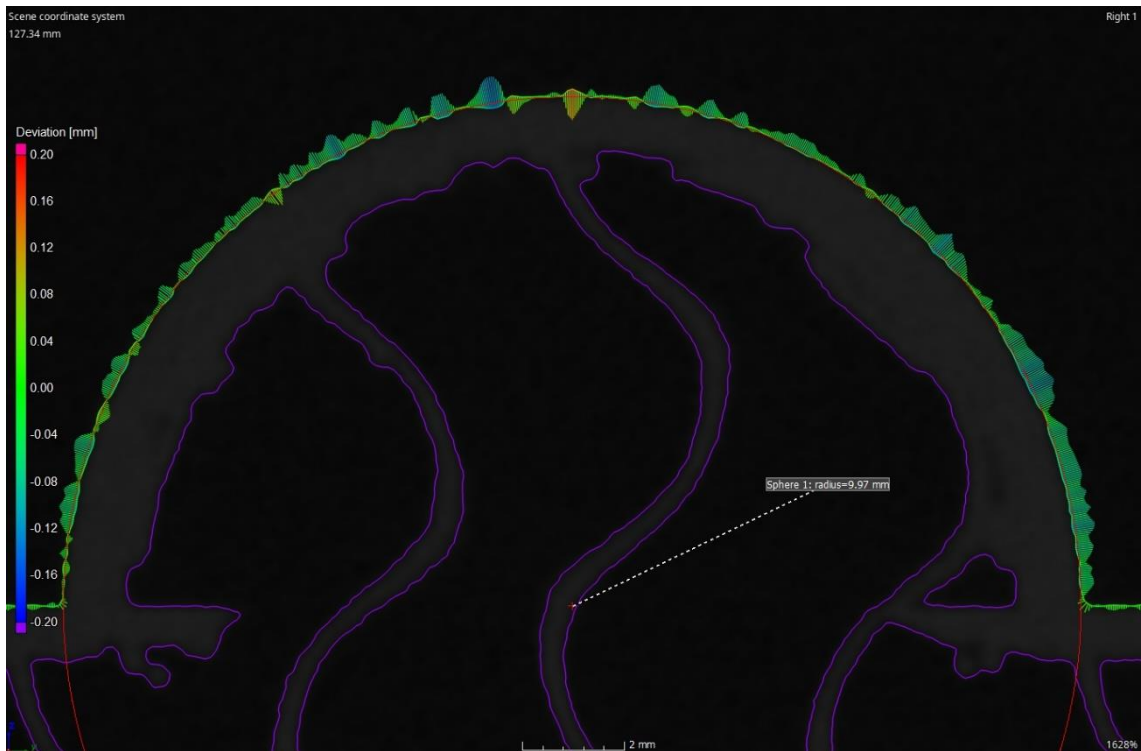 Scene coordinate system
Right 1
127.34 mm
Deviation [mm]
0.20
0.16
0.12
0.08
0.04
0.00
-0.04
-0.08
-0.12
-0.16
-0.20
Sphere 1: radius=9.97 mm
2 mm
1628%